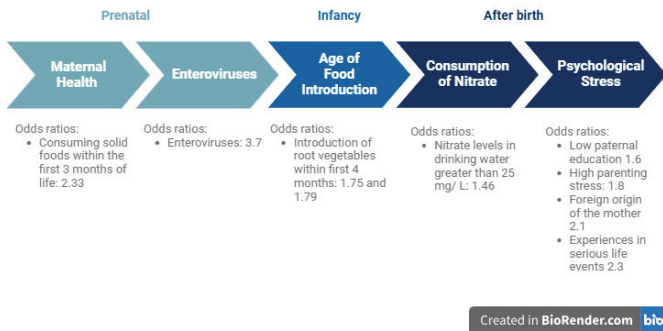 Prenatal
Infancy
After birth
Maternal
Health
Enteroviruses
Age of
Food
Introduction
Consumption
of Nitrate
Psychological
Stress
Odds ratios:
• Consuming solid
foods within the
first 3 months of
life: 2.33
Odds ratios:
• Enteroviruses: 3.7
Odds ratios:
• Introduction of
root vegetables
within first 4
months: 1.75 and
1.79
Odds ratios:
• Nitrate levels in
drinking water
greater than 25
mg/ L: 1.46
Odds ratios:
• Low paternal
education 1.6
• High parenting
stress: 1.8
• Foreign origin
of the mother
2.1
• Experiences in
serious life
events 2.3
Created in BioRender.com
bio